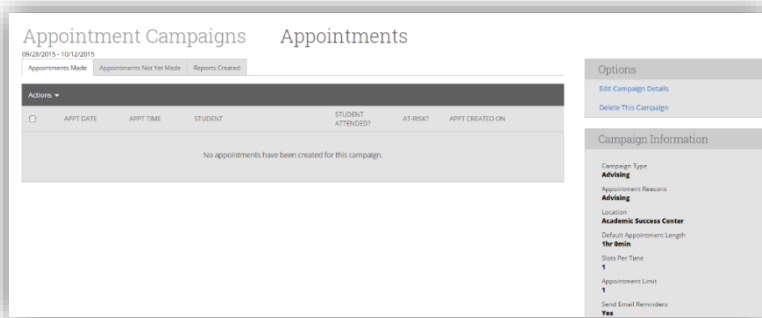 Appointment Campaigns Appointments
09/28/2015 - 10/12/2015
Appointments Made Appointments Not Yet Made Reports Created
Actions
APPT DATE APPT TIME STUDENT STUDENT ATTENDED? AT-RISK? APPT CREATED ON
No appointments have been created for this campaign.
Options
Edit Campaign Details
Delete This Campaign
Campaign Information
Campaign Type
Advising
Appointment Reasons
Advising
Location
Academic Success Center
Default Appointment Length
1hr 0min
Slots Per Time
1
Appointment Limit
1
Send Email Reminders
Yes